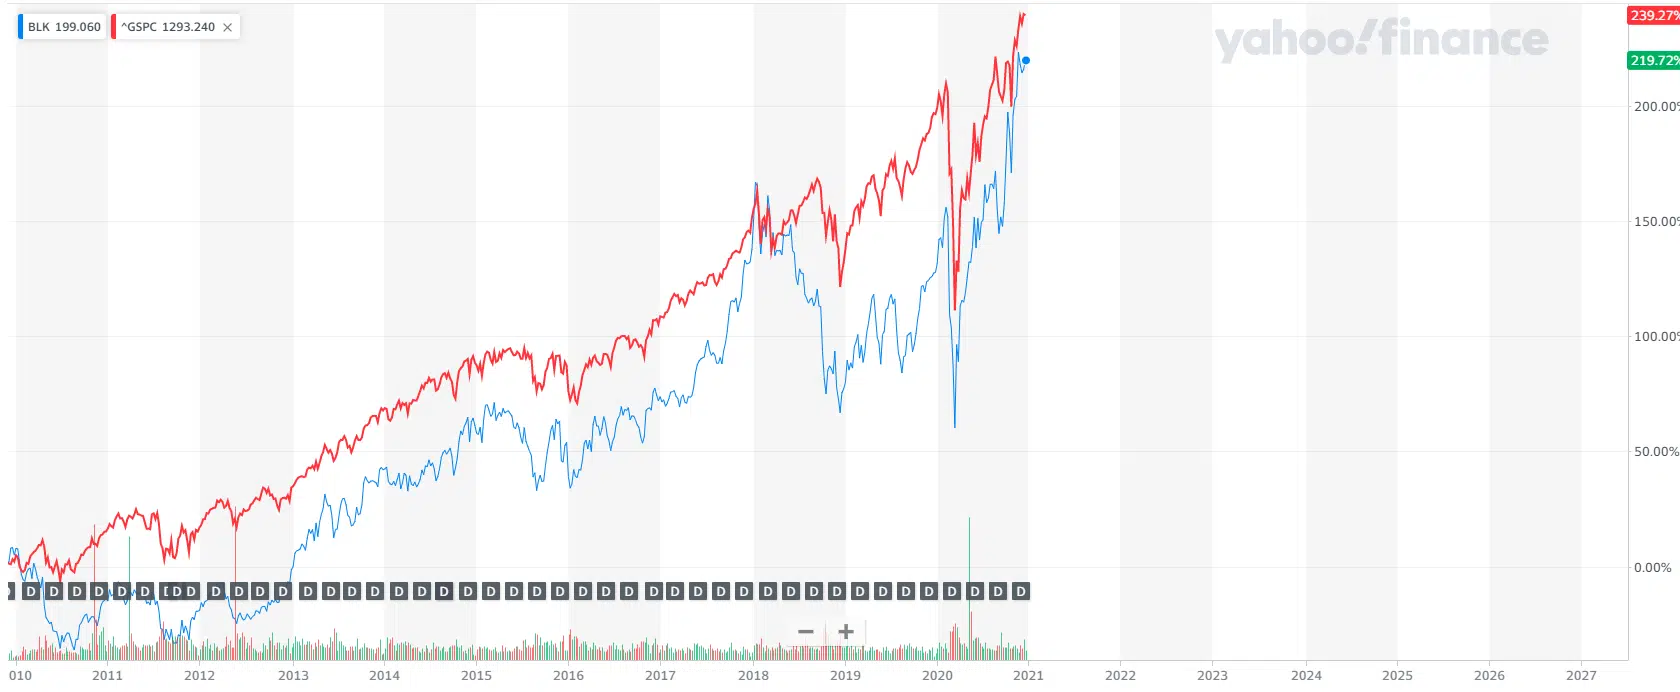 BLK 199.060 ^GSPC 1293.240 ×
yahoo!finance
239.27%
219.72%
200.00%
150.00%
100.00%
50.00%
0.00%
D D D D D D D D D D D D D D D D D D D D D D D D D D D D D D D D D D D D D D D D D D D D D D
− +
010 2011 2012 2013 2014 2015 2016 2017 2018 2019 2020 2021 2022 2023 2024 2025 2026 2027